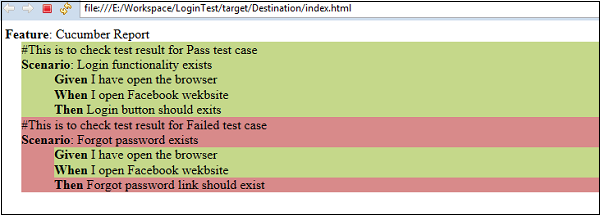 file:///E:/Workspace/LoginTest/target/Destination/index.html
Feature: Cucumber Report
#This is to check test result for Pass test case
Scenario: Login functionality exists
Given I have open the browser
When I open Facebook wekbsite
Then Login button should exits
#This is to check test result for Failed test case
Scenario: Forgot password exists
Given I have open the browser
When I open Facebook wekbsite
Then Forgot password link should exist